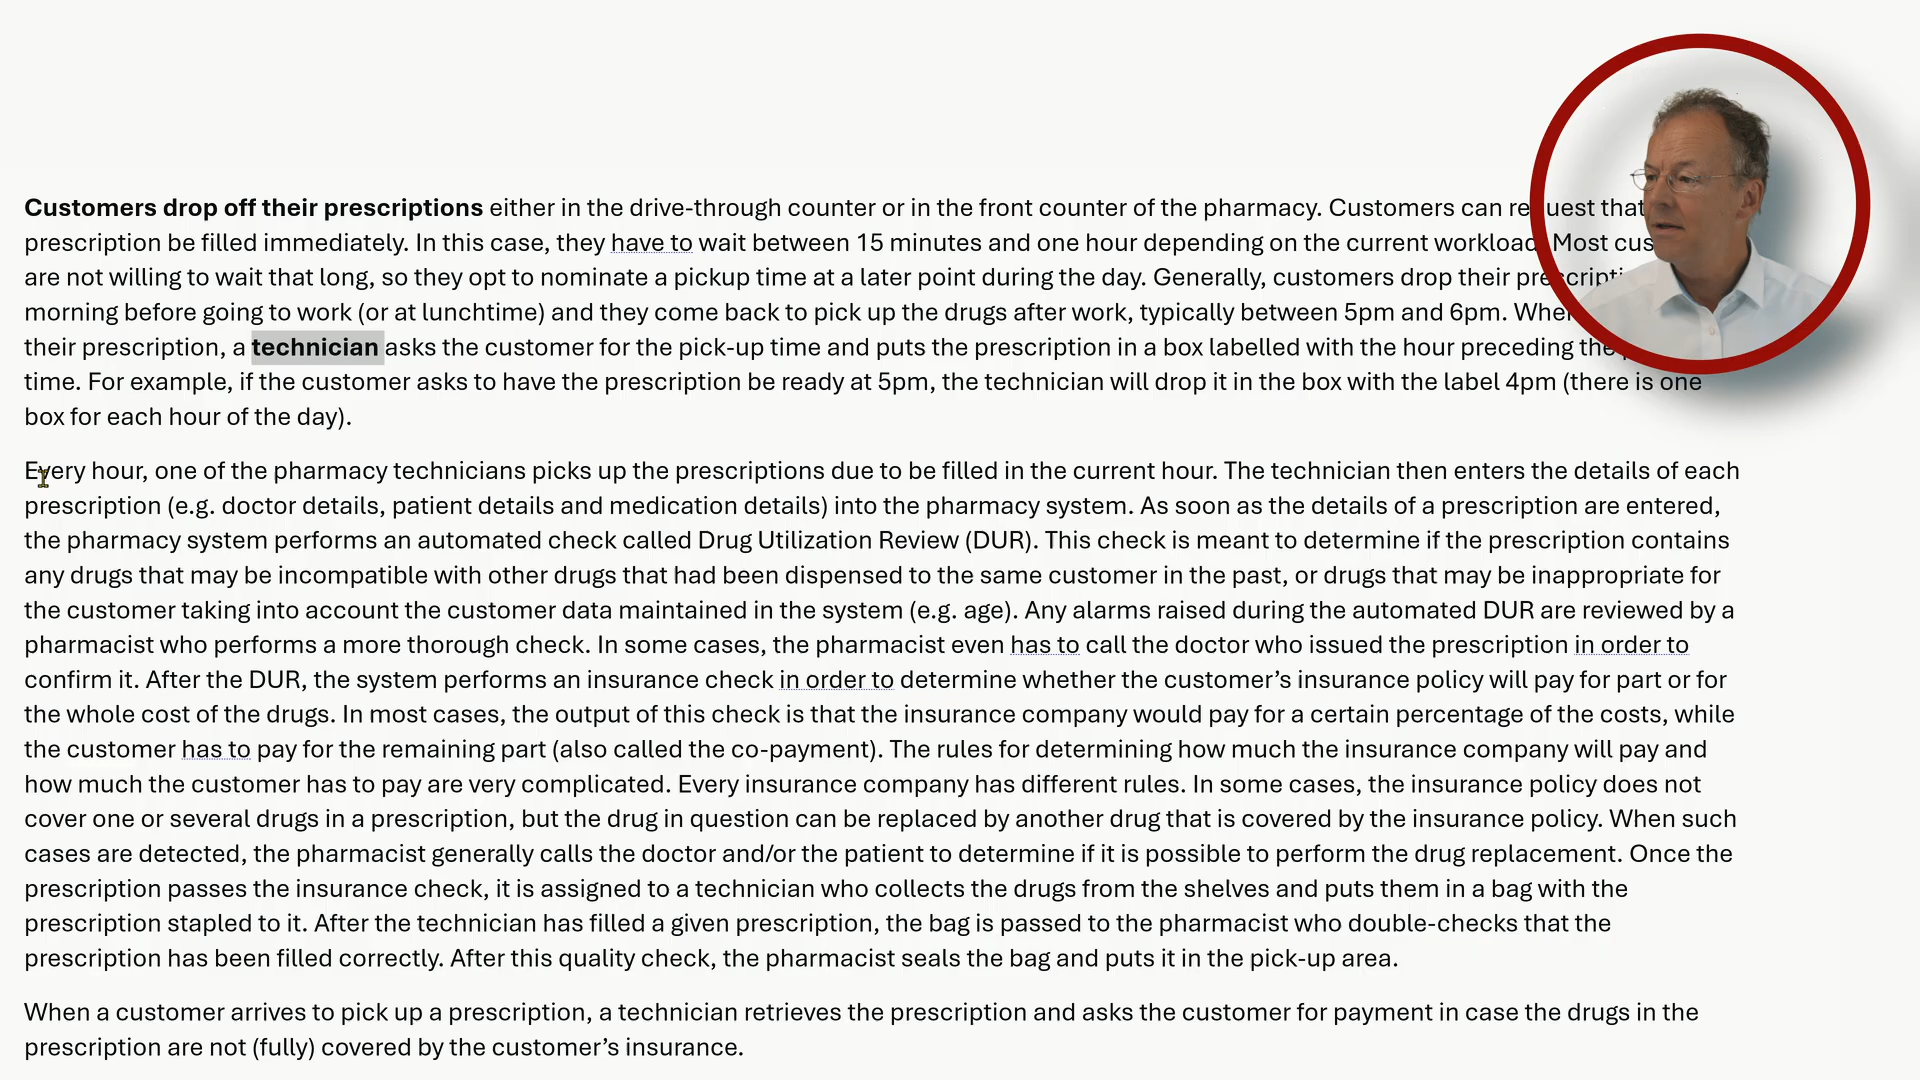 Customers drop off their prescriptions either in the drive-through counter or in the front counter of the pharmacy. Customers can request that
prescription be filled immediately. In this case, they have to wait between 15 minutes and one hour depending on the current workload. Most
are not willing to wait that long, so they opt to nominate a pickup time at a later point during the day. Generally, customers drop their
morning before going to work (or at lunchtime) and they come back to pick up the drugs after work, typically between 5pm and 6pm.
their prescription, a technician asks the customer for the pick-up time and puts the prescription in a box labelled with the hour preceding the
time. For example, if the customer asks to have the prescription be ready at 5pm, the technician will drop it in the box with the label 4pm (there is one
box for each hour of the day).
Every hour, one of the pharmacy technicians picks up the prescriptions due to be filled in the current hour. The technician then enters the details of each
prescription (e.g. doctor details, patient details and medication details) into the pharmacy system. As soon as the details of a prescription are entered,
the pharmacy system performs an automated check called Drug Utilization Review (DUR). This check is meant to determine if the prescription contains
any drugs that may be incompatible with other drugs that had been dispensed to the same customer in the past, or drugs that may be inappropriate for
the customer taking into account the customer data maintained in the system (e.g. age). Any alarms raised during the automated DUR are reviewed by a
pharmacist who performs a more thorough check. In some cases, the pharmacist even has to call the doctor who issued the prescription in order to
confirm it. After the DUR, the system performs an insurance check in order to determine whether the customer’s insurance policy will pay for part or for
the whole cost of the drugs. In most cases, the output of this check is that the insurance company would pay for a certain percentage of the costs, while
the customer has to pay for the remaining part (also called the co-payment). The rules for determining how much the insurance company will pay and
how much the customer has to pay are very complicated. Every insurance company has different rules. In some cases, the insurance policy does not
cover one or several drugs in a prescription, but the drug in question can be replaced by another drug that is covered by the insurance policy. When such
cases are detected, the pharmacist generally calls the doctor and/or the patient to determine if it is possible to perform the drug replacement. Once the
prescription passes the insurance check, it is assigned to a technician who collects the drugs from the shelves and puts them in a bag with the
prescription stapled to it. After the technician has filled a given prescription, the bag is passed to the pharmacist who double-checks that the
prescription has been filled correctly. After this quality check, the pharmacist seals the bag and puts it in the pick-up area.
When a customer arrives to pick up a prescription, a technician retrieves the prescription and asks the customer for payment in case the drugs in the
prescription are not (fully) covered by the customer’s insurance.